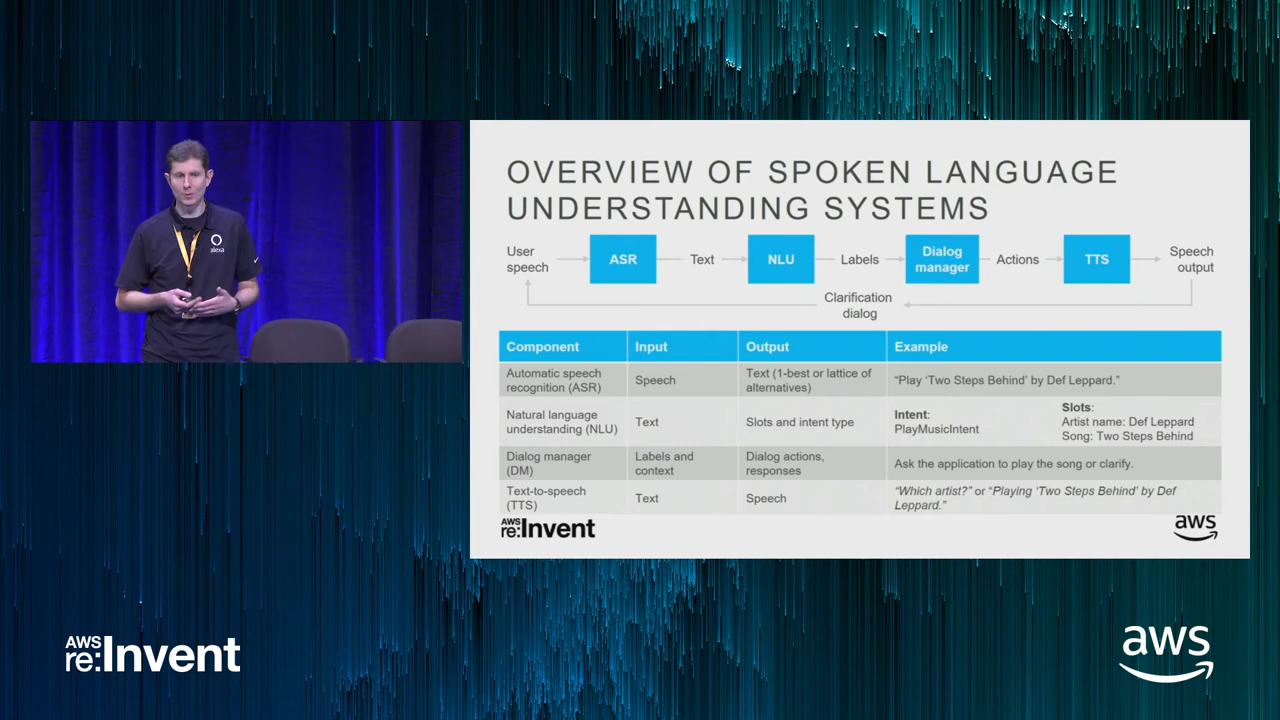 alexa
OVERVIEW OF SPOKEN LANGUAGE
UNDERSTANDING SYSTEMS
User
speech
ASR
Text
NLU
Labels
Dialog
manager
Actions
TTS
Speech
output
Clarification
dialog
Component Input Output Example
Automatic speech
recognition (ASR)
Speech
Text (1-best or lattice of
alternatives)
“Play ‘Two Steps Behind’ by Def Leppard.”
Natural language
understanding (NLU)
Text
Slots and intent type
Intent:
PlayMusicIntent
Slots:
Artist name: Def Leppard
Song: Two Steps Behind
Dialog manager
(DM)
Labels and
context
Dialog actions,
responses
Ask the application to play the song or clarify.
Text-to-speech
(TTS)
Text
Speech
“Which artist?” or “Playing ‘Two Steps Behind’ by Def
Leppard.”
AWS
re:Invent
aws
AWS
re:Invent
aws